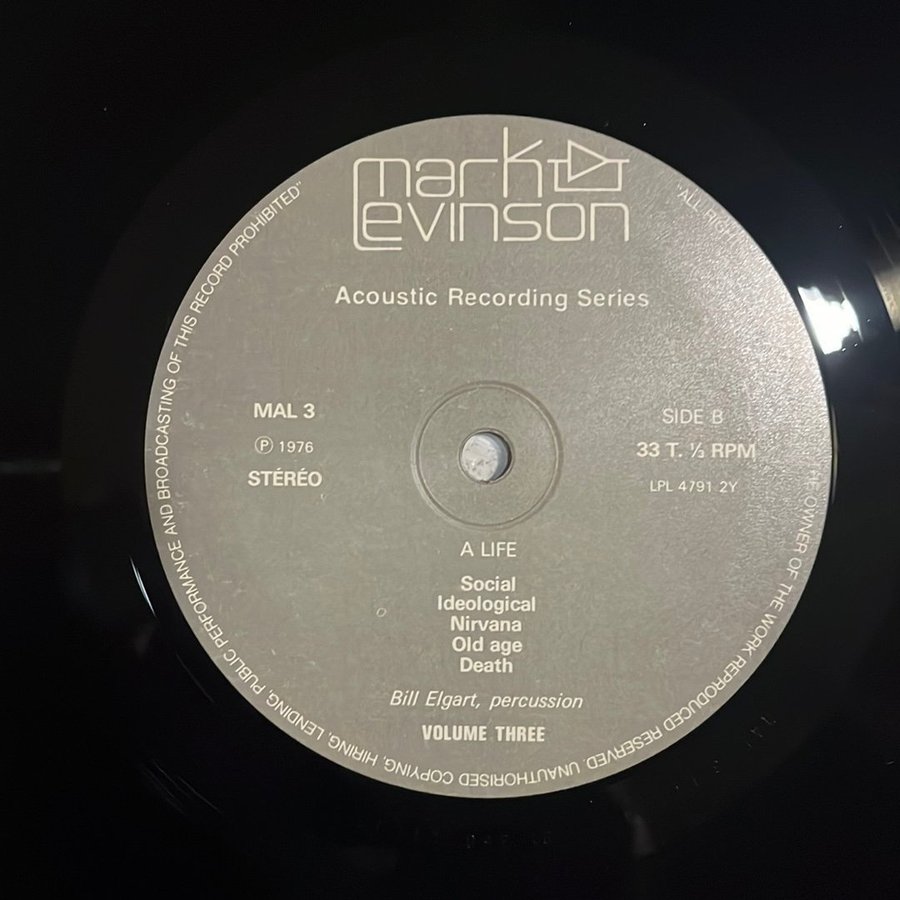 mark
levinson
Acoustic Recording Series
MAL 3
℗ 1976
STÉRÉO
SIDE B
33 T. ⅓ RPM
LPL 4791 2Y
A LIFE
Social
Ideological
Nirvana
Old age
Death
Bill Elgart, percussion
VOLUME THREE
"ALL RIG
E OWNER OF THE WORK REPRODUCED RESERVED. UNAUTHORISED COPYING, HIRING, LENDING, PUBLIC PERFORMANCE AND BROADCASTING OF THIS RECORD PROHIBITED"